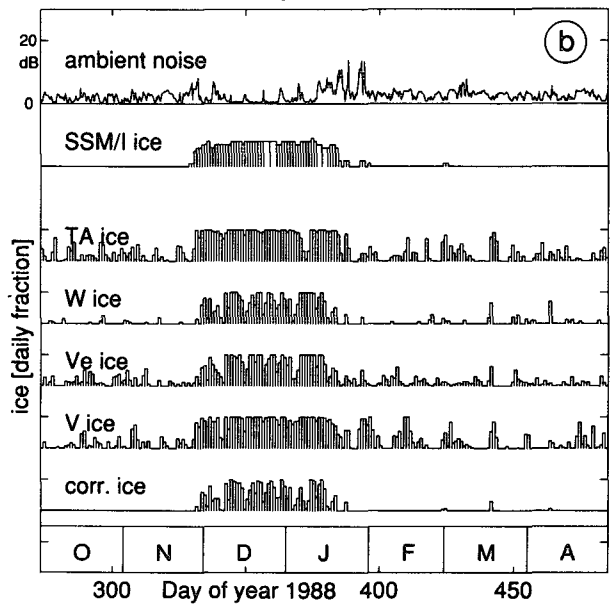 20
b
dB
ambient noise
0
SSM/I ice
TA ice
W ice
Ve ice
V ice
corr. ice
ice [daily fraction]
O N D J F M A
300 Day of year 1988 400 450